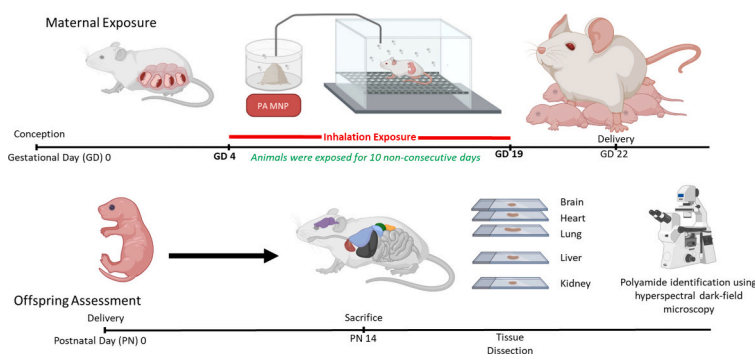 Maternal Exposure
PA MNP
Conception
Inhalation Exposure
Delivery
Gestational Day (GD) 0
GD 4
Animals were exposed for 10 non-consecutive days
GD 19
GD 22
Brain
Heart
Lung
Liver
Kidney
Polyamide identification using
hyperspectral dark-field
microscopy
Offspring Assessment
Delivery
Sacrifice
Postnatal Day (PN) 0
PN 14
Tissue
Dissection